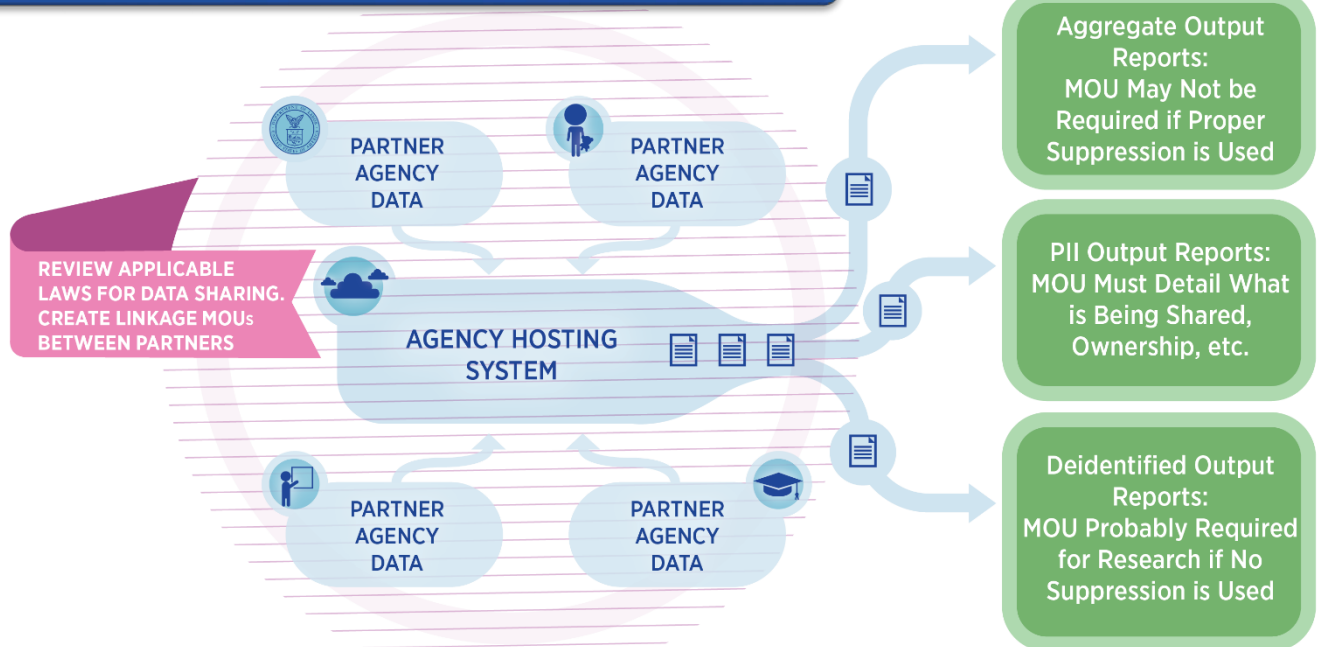 PARTNER
AGENCY
DATA
PARTNER
AGENCY
DATA
REVIEW APPLICABLE
LAWS FOR DATA SHARING.
CREATE LINKAGE MOUs
BETWEEN PARTNERS
AGENCY HOSTING
SYSTEM
PARTNER
AGENCY
DATA
PARTNER
AGENCY
DATA
Aggregate Output
Reports:
MOU May Not be
Required if Proper
Suppression is Used
PII Output Reports:
MOU Must Detail What
is Being Shared,
Ownership, etc.
Deidentified Output
Reports:
MOU Probably Required
for Research if No
Suppression is Used